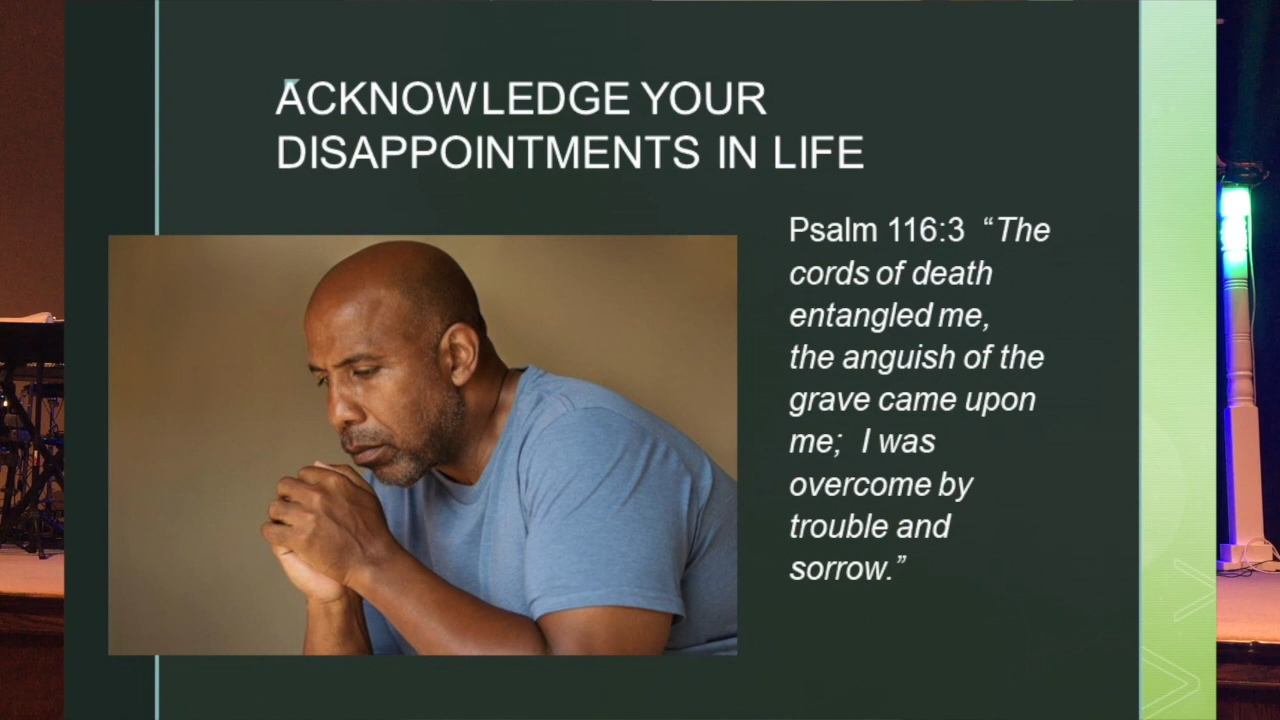 ACKNOWLEDGE YOUR
DISAPPOINTMENTS IN LIFE
Psalm 116:3 “The
cords of death
entangled me,
the anguish of the
grave came upon
me; I was
overcome by
trouble and
sorrow.”